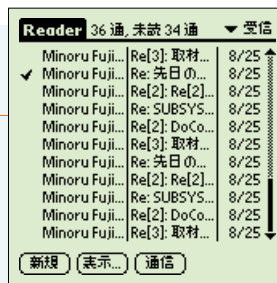 Reader 36 通, 未読 34 通 ▼ 受信
Minoru Fuji... Re[3]: 取材... 8/25
✔ Minoru Fuji... Re: 先日の... 8/25
Minoru Fuji... Re[2]: Re[2]... 8/25
Minoru Fuji... Re: SUBSYS... 8/25
Minoru Fuji... Re[2]: DoCo... 8/25
Minoru Fuji... Re[3]: 取材... 8/25
Minoru Fuji... Re: 先日の... 8/25
Minoru Fuji... Re[2]: Re[2]... 8/25
Minoru Fuji... Re: SUBSYS... 8/25
Minoru Fuji... Re[2]: DoCo... 8/25
Minoru Fuji... Re[3]: 取材... 8/25
新規 表示... 通信